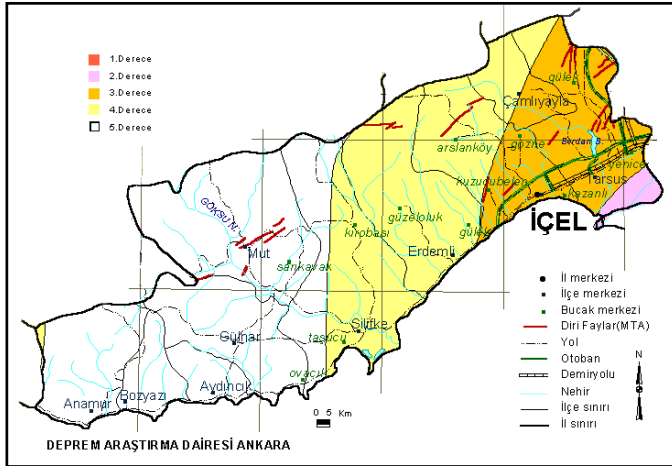 1.Derece
2.Derece
3.Derece
4.Derece
5.Derece
gülek
Çamlıyayla
arslanköy
gözne
Berdan B.
yenice
Tarsus
kuzucubelen
kazanlı
İÇEL
GÖKSU N.
güzeloluk
kırobası
gülek
Erdemli
Mut
sarıkavak
Silifke
taşucu
Gülnar
ovacık
Aydıncık
Bozyazı
Anamur
0 5 Km
İl merkezi
İlçe merkezi
Bucak merkezi
Diri Faylar(MTA)
Yol
Otoban
Demiryolu
Nehir
İlçe sınırı
İl sınırı
N
DEPREM ARAŞTIRMA DAİRESİ ANKARA